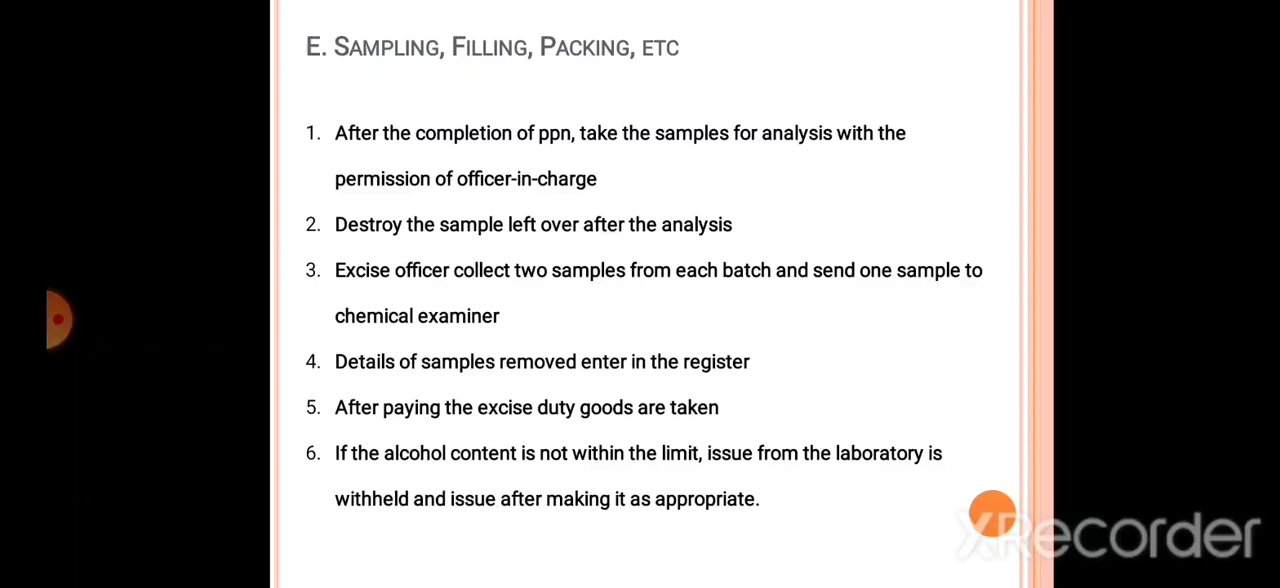 E. SAMPLING, FILLING, PACKING, ETC
1. After the completion of ppn, take the samples for analysis with the
permission of officer-in-charge
2. Destroy the sample left over after the analysis
3. Excise officer collect two samples from each batch and send one sample to
chemical examiner
4. Details of samples removed enter in the register
5. After paying the excise duty goods are taken
6. If the alcohol content is not within the limit, issue from the laboratory is
withheld and issue after making it as appropriate.
XRecorder